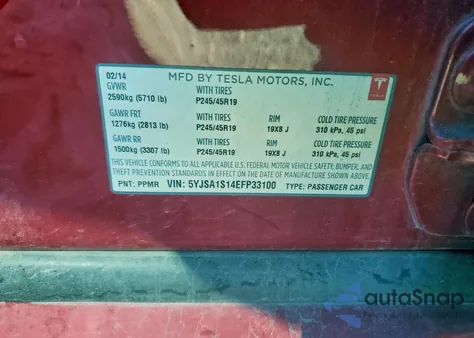 02/14 MFD BY TESLA MOTORS, INC.
GVWR WITH TIRES
2590kg (5710 lb) P245/45R19
GAWR FRT WITH TIRES RIM COLD TIRE PRESSURE
1276kg (2813 lb) P245/45R19 19X8 J 310 kPa, 45 psi
GAWR RR WITH TIRES RIM COLD TIRE PRESSURE
1500kg (3307 lb) P245/45R19 19X8 J 310 kPa, 45 psi
THIS VEHICLE CONFORMS TO ALL APPLICABLE U.S. FEDERAL MOTOR VEHICLE SAFETY, BUMPER, AND
THEFT PREVENTION STANDARDS IN EFFECT ON THE DATE OF MANUFACTURE SHOWN ABOVE.
PNT: PPMR VIN: 5YJSA1S14EFP33100 TYPE: PASSENGER CAR
TESLA
autoSnap